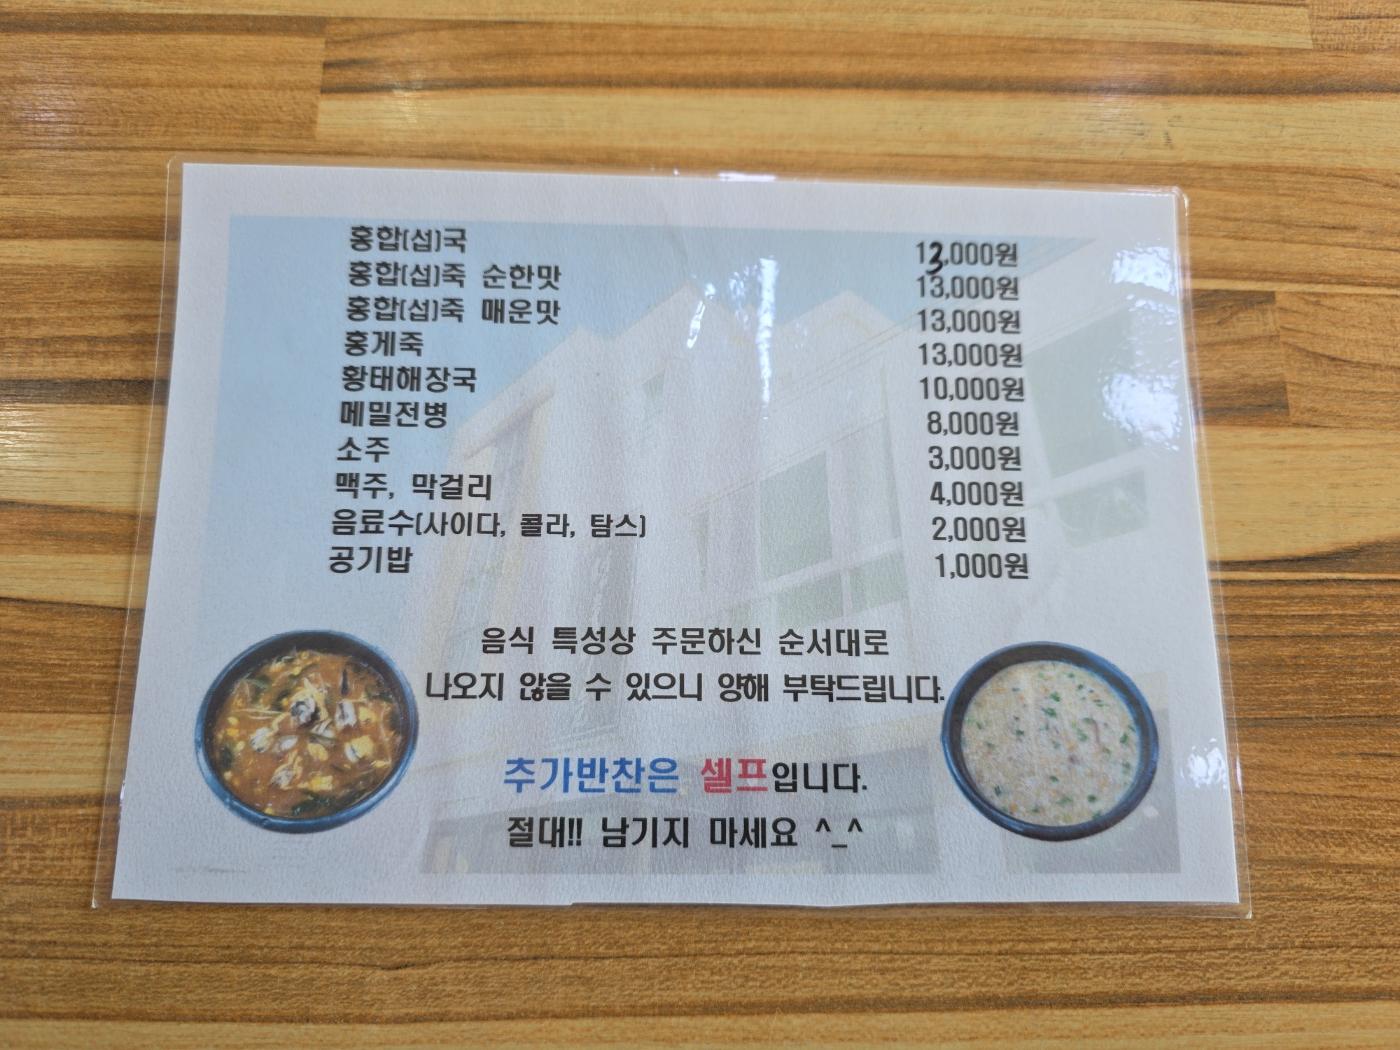 홍합(섭)국 13,000원
홍합(섭)죽 순한맛 13,000원
홍합(섭)죽 매운맛 13,000원
홍게죽 13,000원
황태해장국 10,000원
메밀전병 8,000원
소주 3,000원
맥주, 막걸리 4,000원
음료수(사이다, 콜라, 탐스) 2,000원
공기밥 1,000원
음식 특성상 주문하신 순서대로
나오지 않을 수 있으니 양해 부탁드립니다.
추가반찬은 셀프입니다.
절대!! 남기지 마세요 ^_^